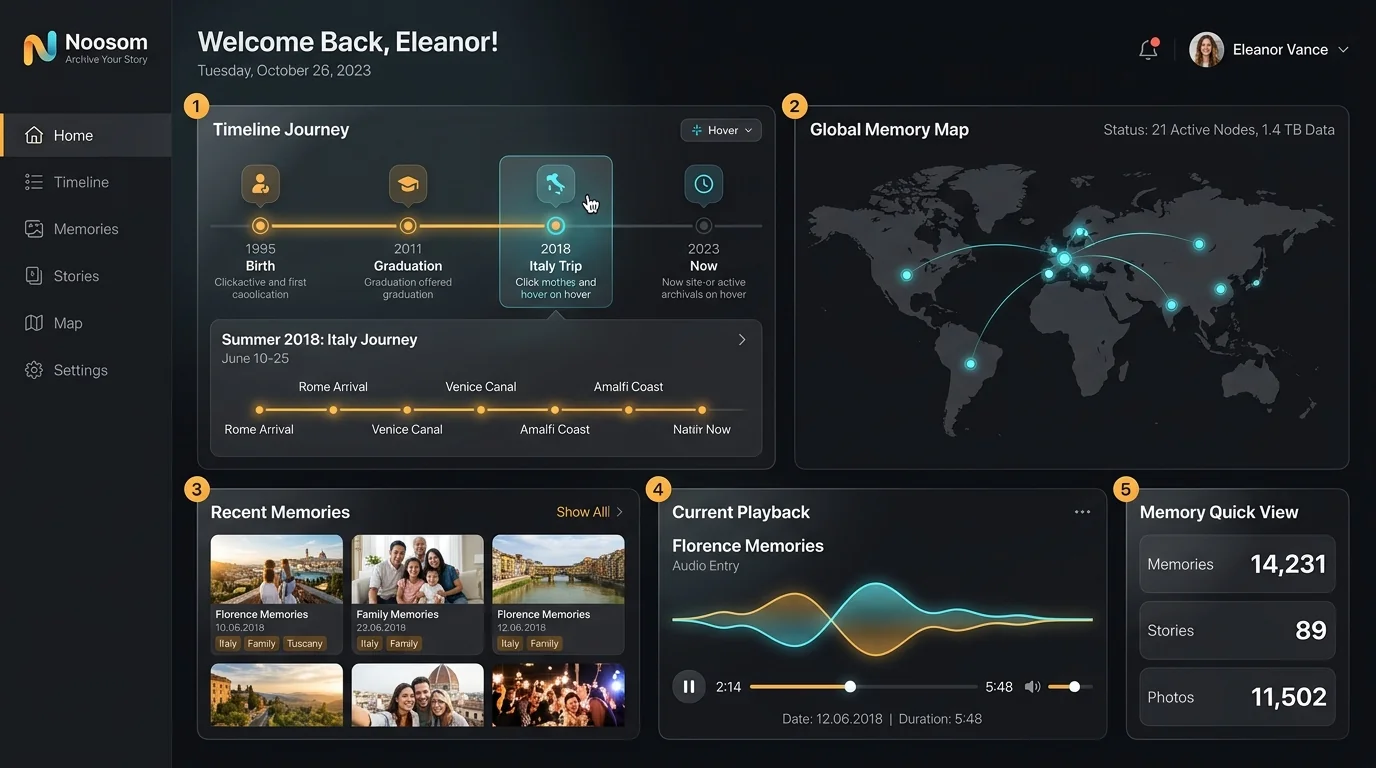 Noosom
Archive Your Story
Home
Timeline
Memories
Stories
Map
Settings
Welcome Back, Eleanor!
Tuesday, October 26, 2023
Eleanor Vance
1
Timeline Journey
Hover
1995
Birth
Clickactive and first
caoolication
2011
Graduation
Graduation offered
graduation
2018
Italy Trip
Click mothes and
hover on hover
2023
Now
Now site-or active
archivals on hover
Summer 2018: Italy Journey
June 10-25
Rome Arrival
Venice Canal
Amalfi Coast
Rome Arrival
Venice Canal
Amalfi Coast
Now
2
Global Memory Map
Status: 21 Active Nodes, 1.4 TB Data
3
Recent Memories
Show All
Florence Memories
10.06.2018
Italy Family Tuscany
Family Memories
22.06.2018
Italy Family
Florence Memories
12.06.2018
Italy Family
4
Current Playback
Florence Memories
Audio Entry
2:14
5:48
Date: 12.06.2018 | Duration: 5:48
5
Memory Quick View
Memories 14,231
Stories 89
Photos 11,502